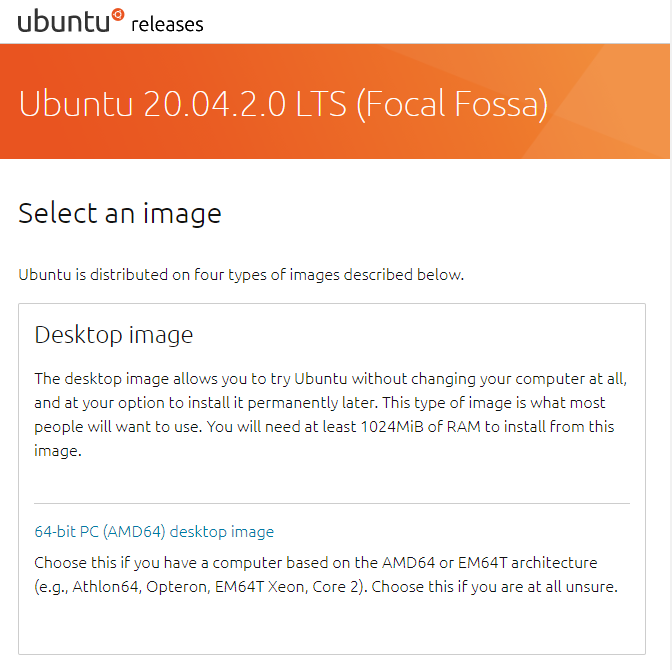 ubuntu releases
Ubuntu 20.04.2.0 LTS (Focal Fossa)
Select an image
Ubuntu is distributed on four types of images described below.
Desktop image
The desktop image allows you to try Ubuntu without changing your computer at all,
and at your option to install it permanently later. This type of image is what most
people will want to use. You will need at least 1024MiB of RAM to install from this
image.
64-bit PC (AMD64) desktop image
Choose this if you have a computer based on the AMD64 or EM64T architecture
(e.g., Athlon64, Opteron, EM64T Xeon, Core 2). Choose this if you are at all unsure.